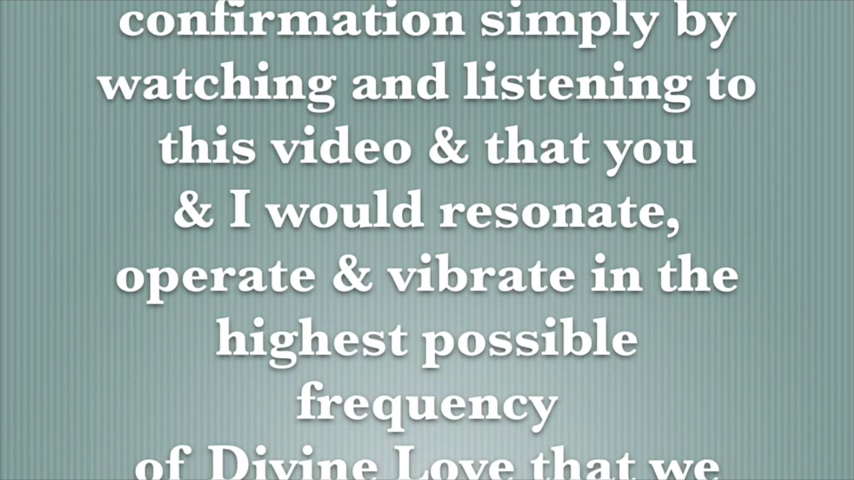 confirmation simply by
watching and listening to
this video & that you
& I would resonate,
operate & vibrate in the
highest possible
frequency
of Divine Love that we